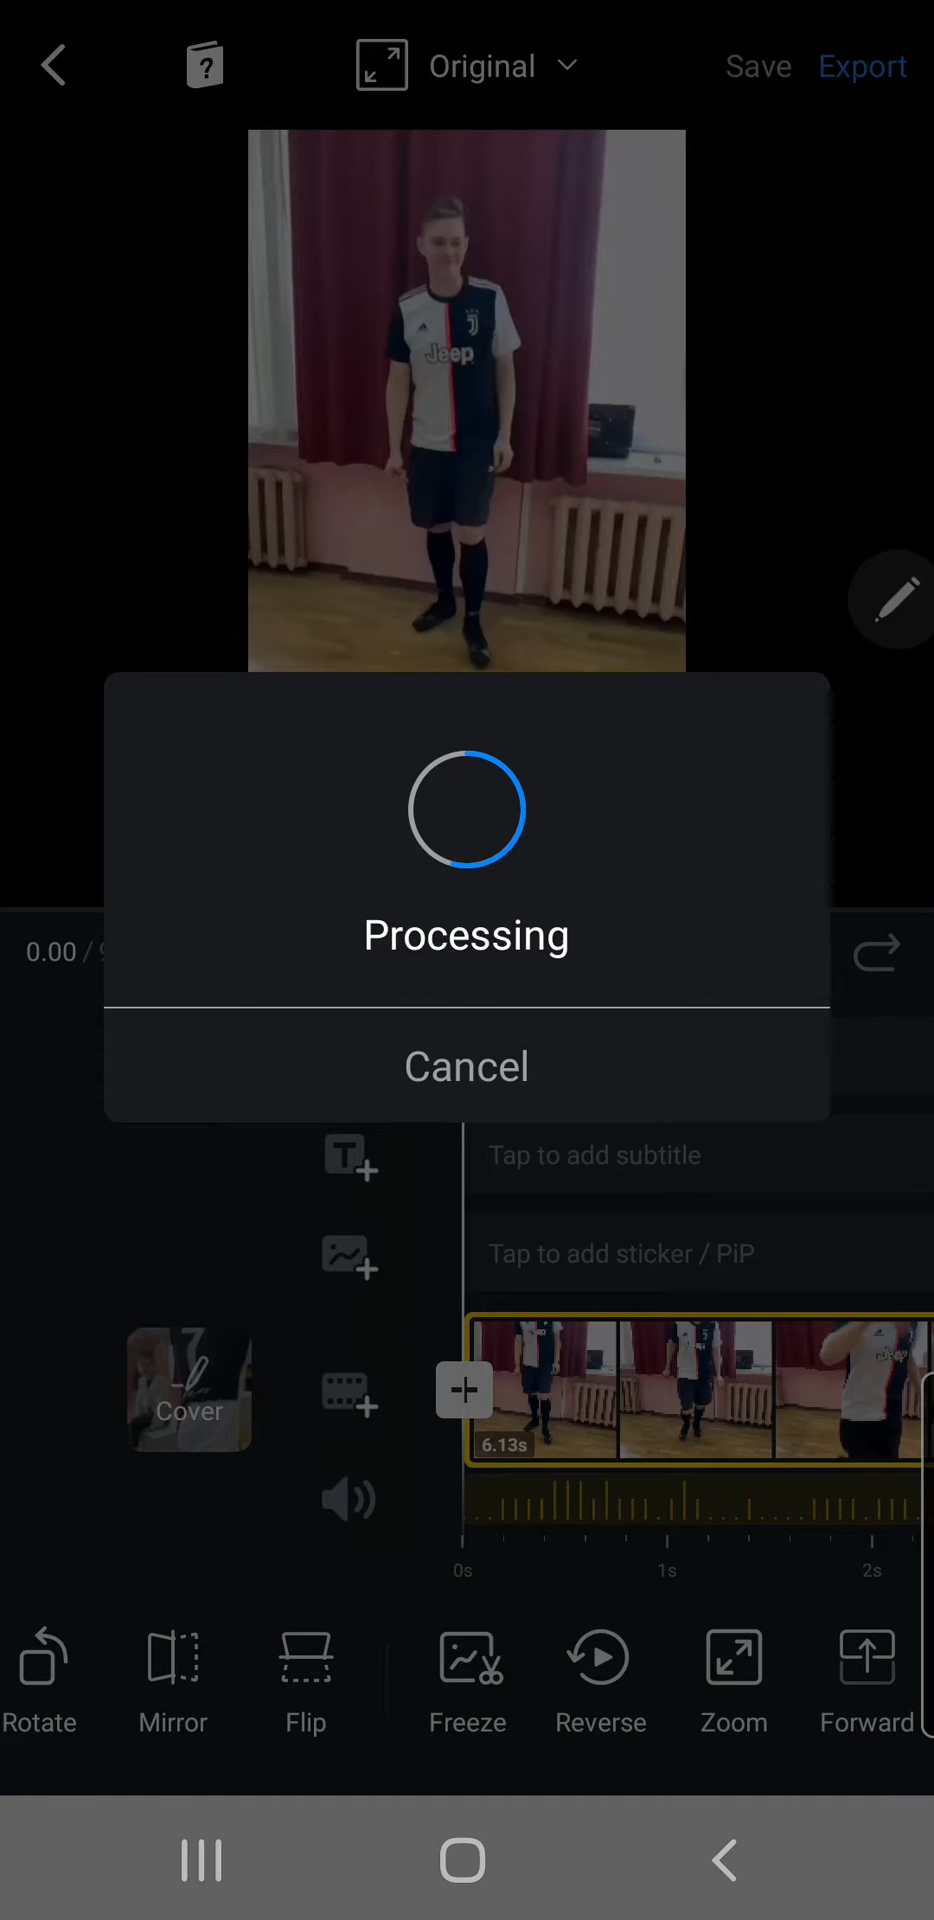 ?
Original
Save
Export
Jeep
Processing
0.00 /
Cancel
T
Tap to add subtitle
Tap to add sticker / PiP
7
Cover
6.13s
0s
1s
2s
Rotate
Mirror
Flip
Freeze
Reverse
Zoom
Forward